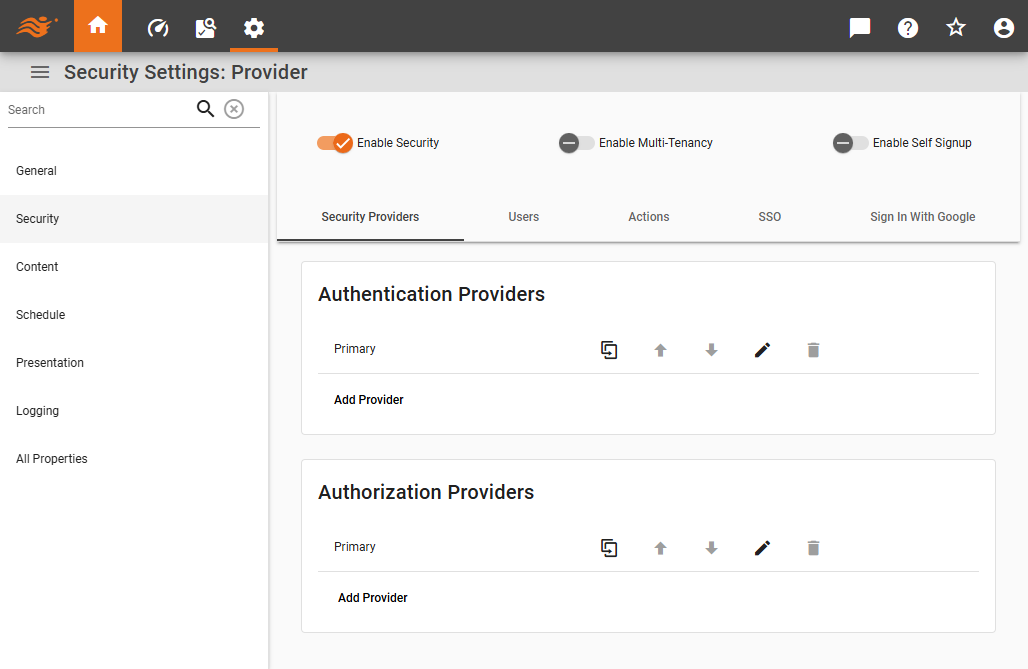 Security Settings: Provider
Search
General
Security
Content
Schedule
Presentation
Logging
All Properties
Enable Security
Enable Multi-Tenancy
Enable Self Signup
Security Providers
Users
Actions
SSO
Sign In With Google
Authentication Providers
Primary
Add Provider
Authorization Providers
Primary
Add Provider